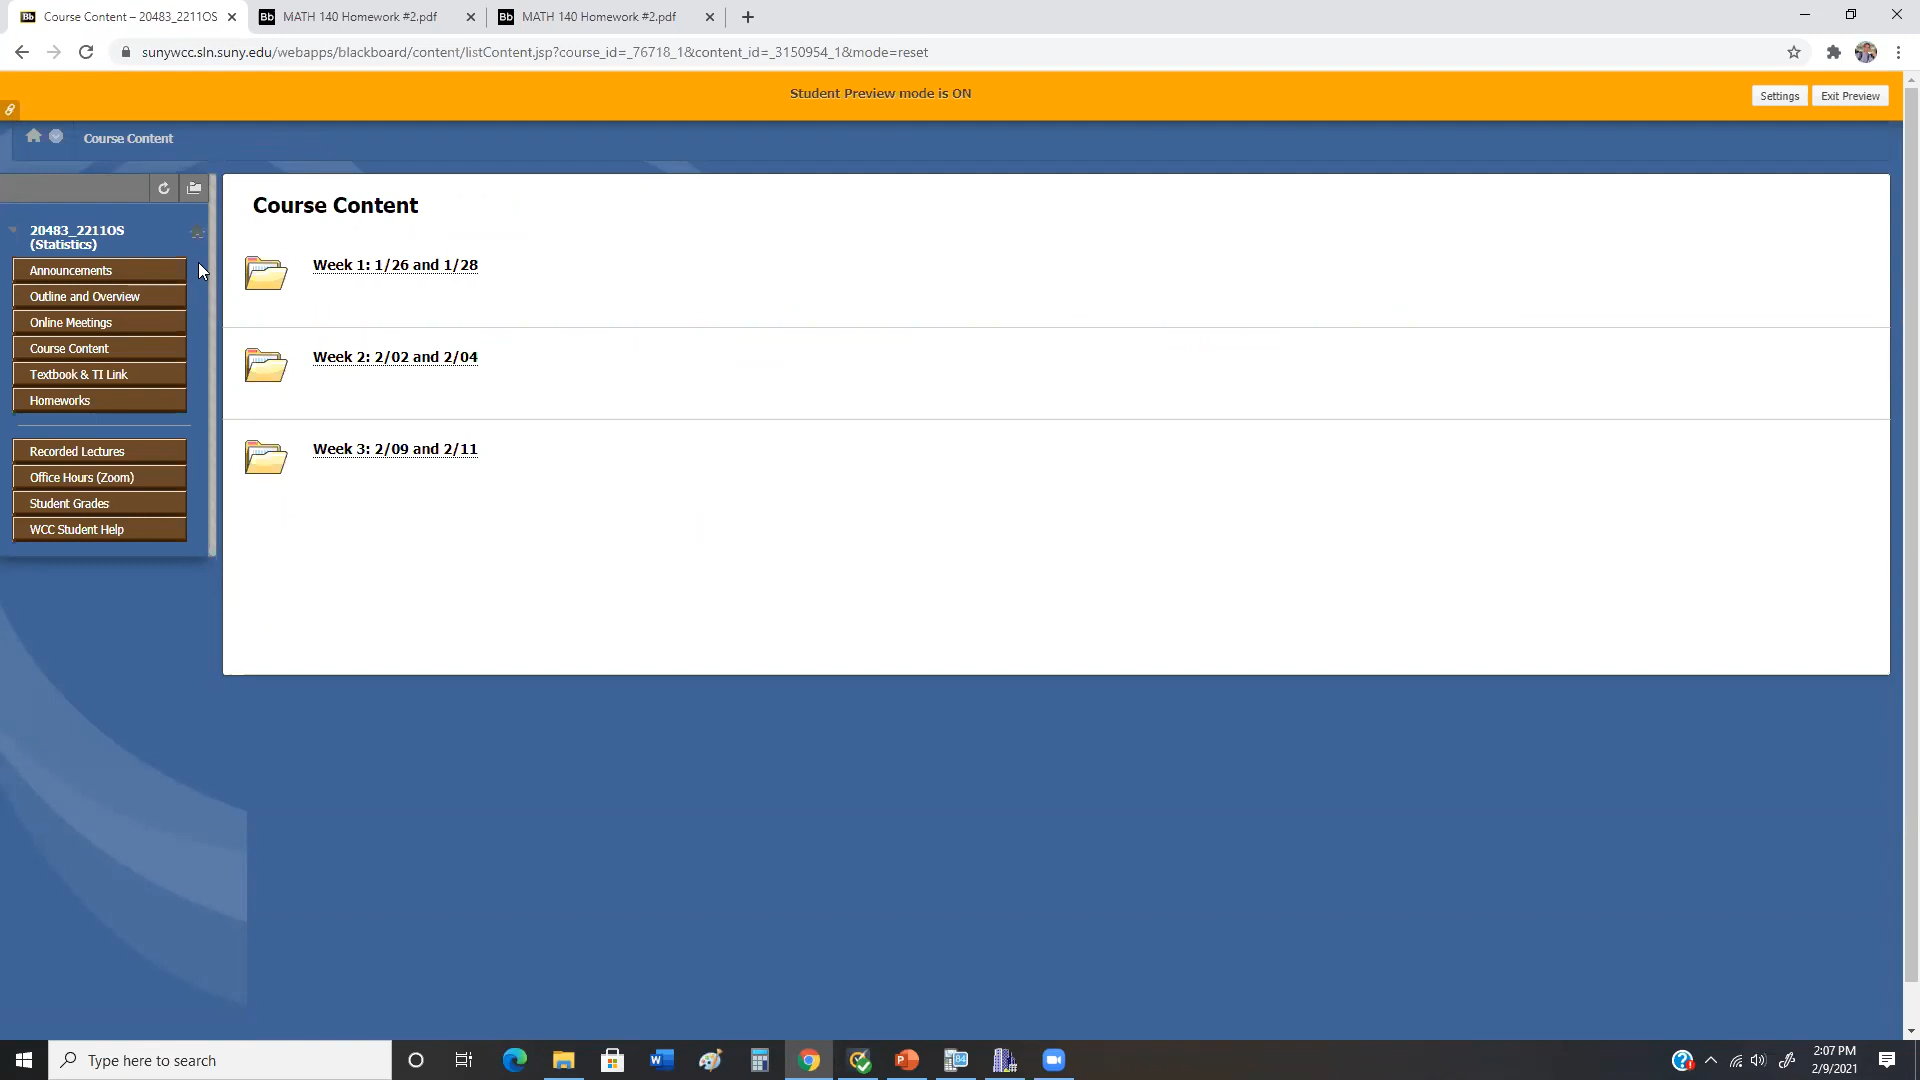 Course Content – 20483_2211OS
MATH 140 Homework #2.pdf
MATH 140 Homework #2.pdf
sunywcc.sln.suny.edu/webapps/blackboard/content/listContent.jsp?course_id=_76718_1&content_id=_3150954_1&mode=reset
Student Preview mode is ON
Settings
Exit Preview
Course Content
20483_2211OS
(Statistics)
Announcements
Outline and Overview
Online Meetings
Course Content
Textbook & TI Link
Homeworks
Recorded Lectures
Office Hours (Zoom)
Student Grades
WCC Student Help
Course Content
Week 1: 1/26 and 1/28
Week 2: 2/02 and 2/04
Week 3: 2/09 and 2/11
Type here to search
2:07 PM
2/9/2021